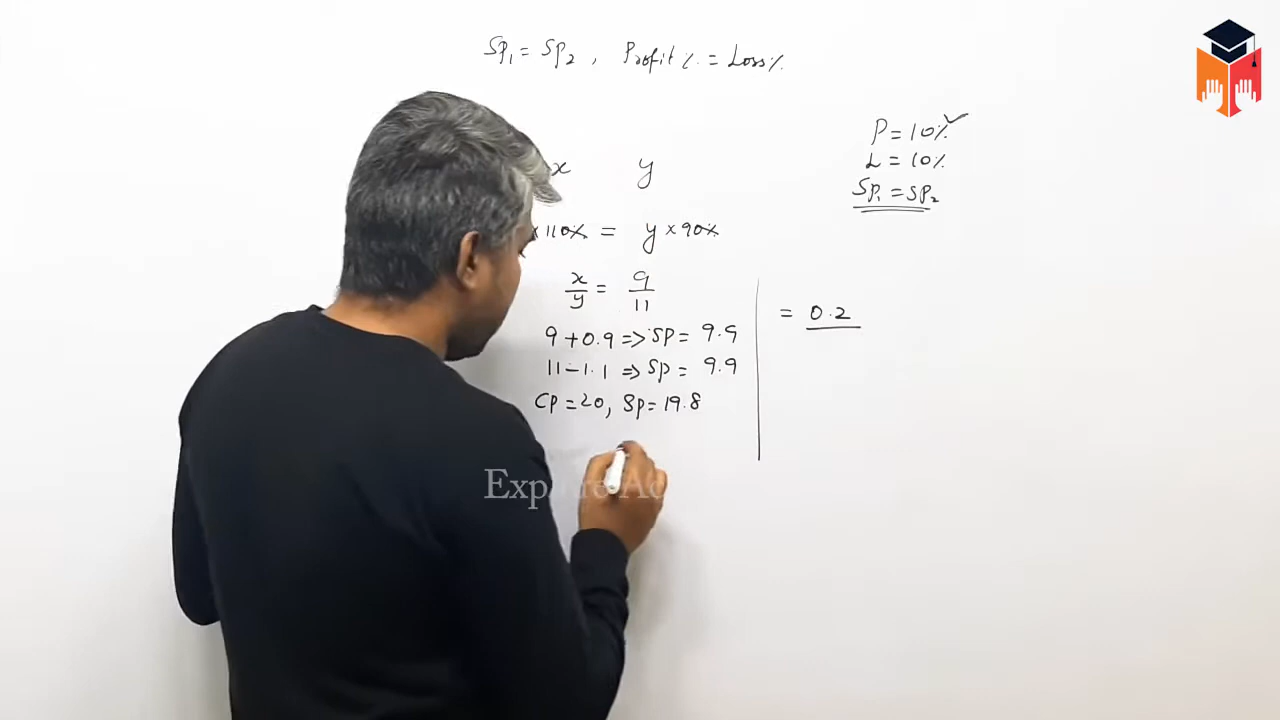 SP₁ = SP₂ , Profit % = Loss %
P = 10% ✓
L = 10%
SP₁ = SP₂
x y
×110% = y × 90%
x/y = 9/11
9 + 0.9 => SP = 9.9
11 – 1.1 => SP = 9.9
CP = 20, SP = 19.8
= 0.2